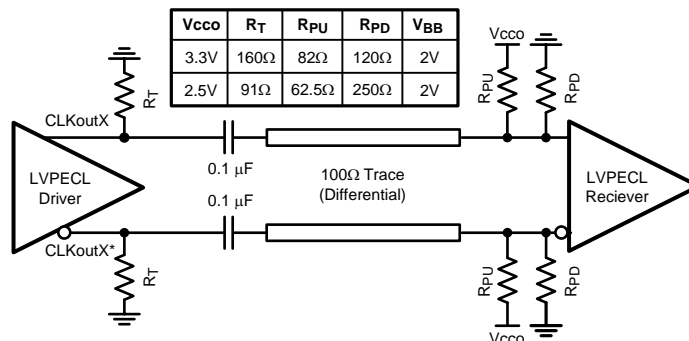 Vcco RT RPU RPD VBB
3.3V 160Ω 82Ω 120Ω 2V
2.5V 91Ω 62.5Ω 250Ω 2V
Vcco
RT
RPU
RPD
CLKoutX
0.1 μF
LVPECL
Driver
100Ω Trace
(Differential)
LVPECL
Reciever
0.1 μF
CLKoutX*
RT
RPU
RPD
Vcco